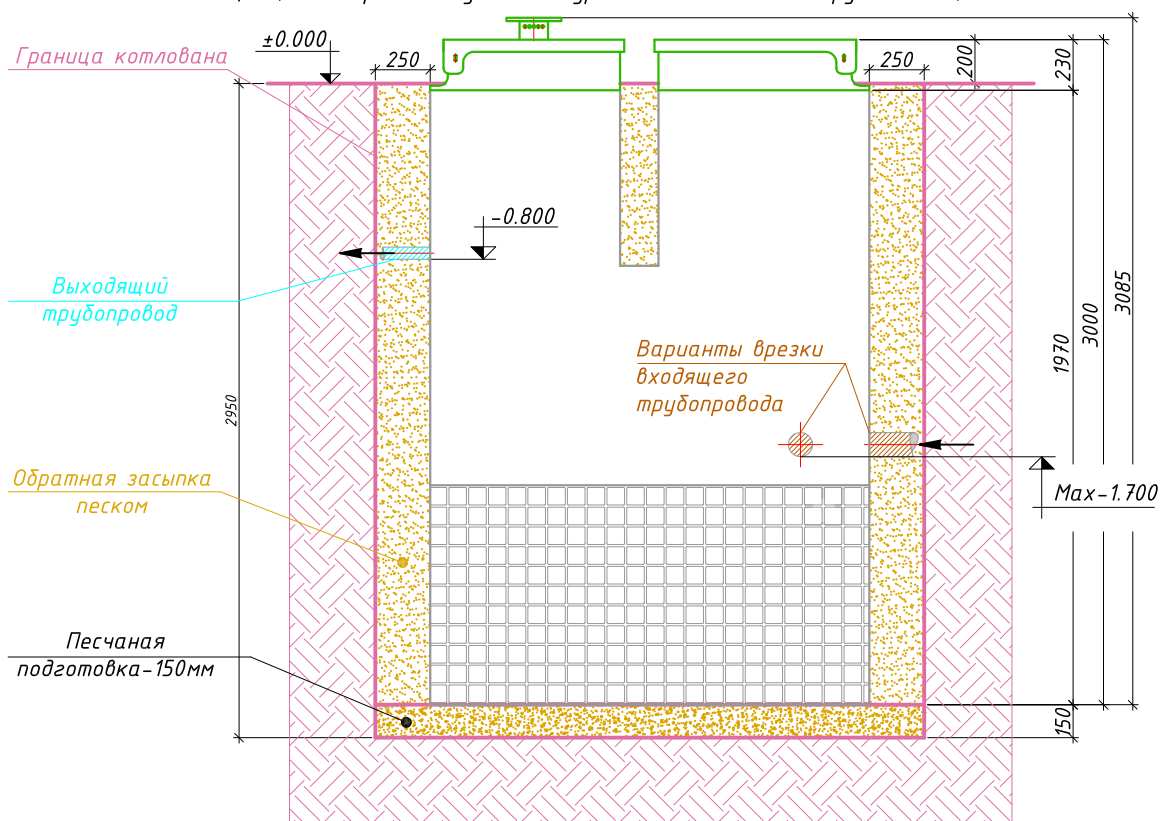 Граница котлована
±0.000
250
250
200
230
-0.800
Выходящий
трубопровод
3085
3000
1970
2950
Варианты врезки
входящего
трубопровода
Обратная засыпка
песком
Max-1.700
Песчаная
подготовка-150мм
150